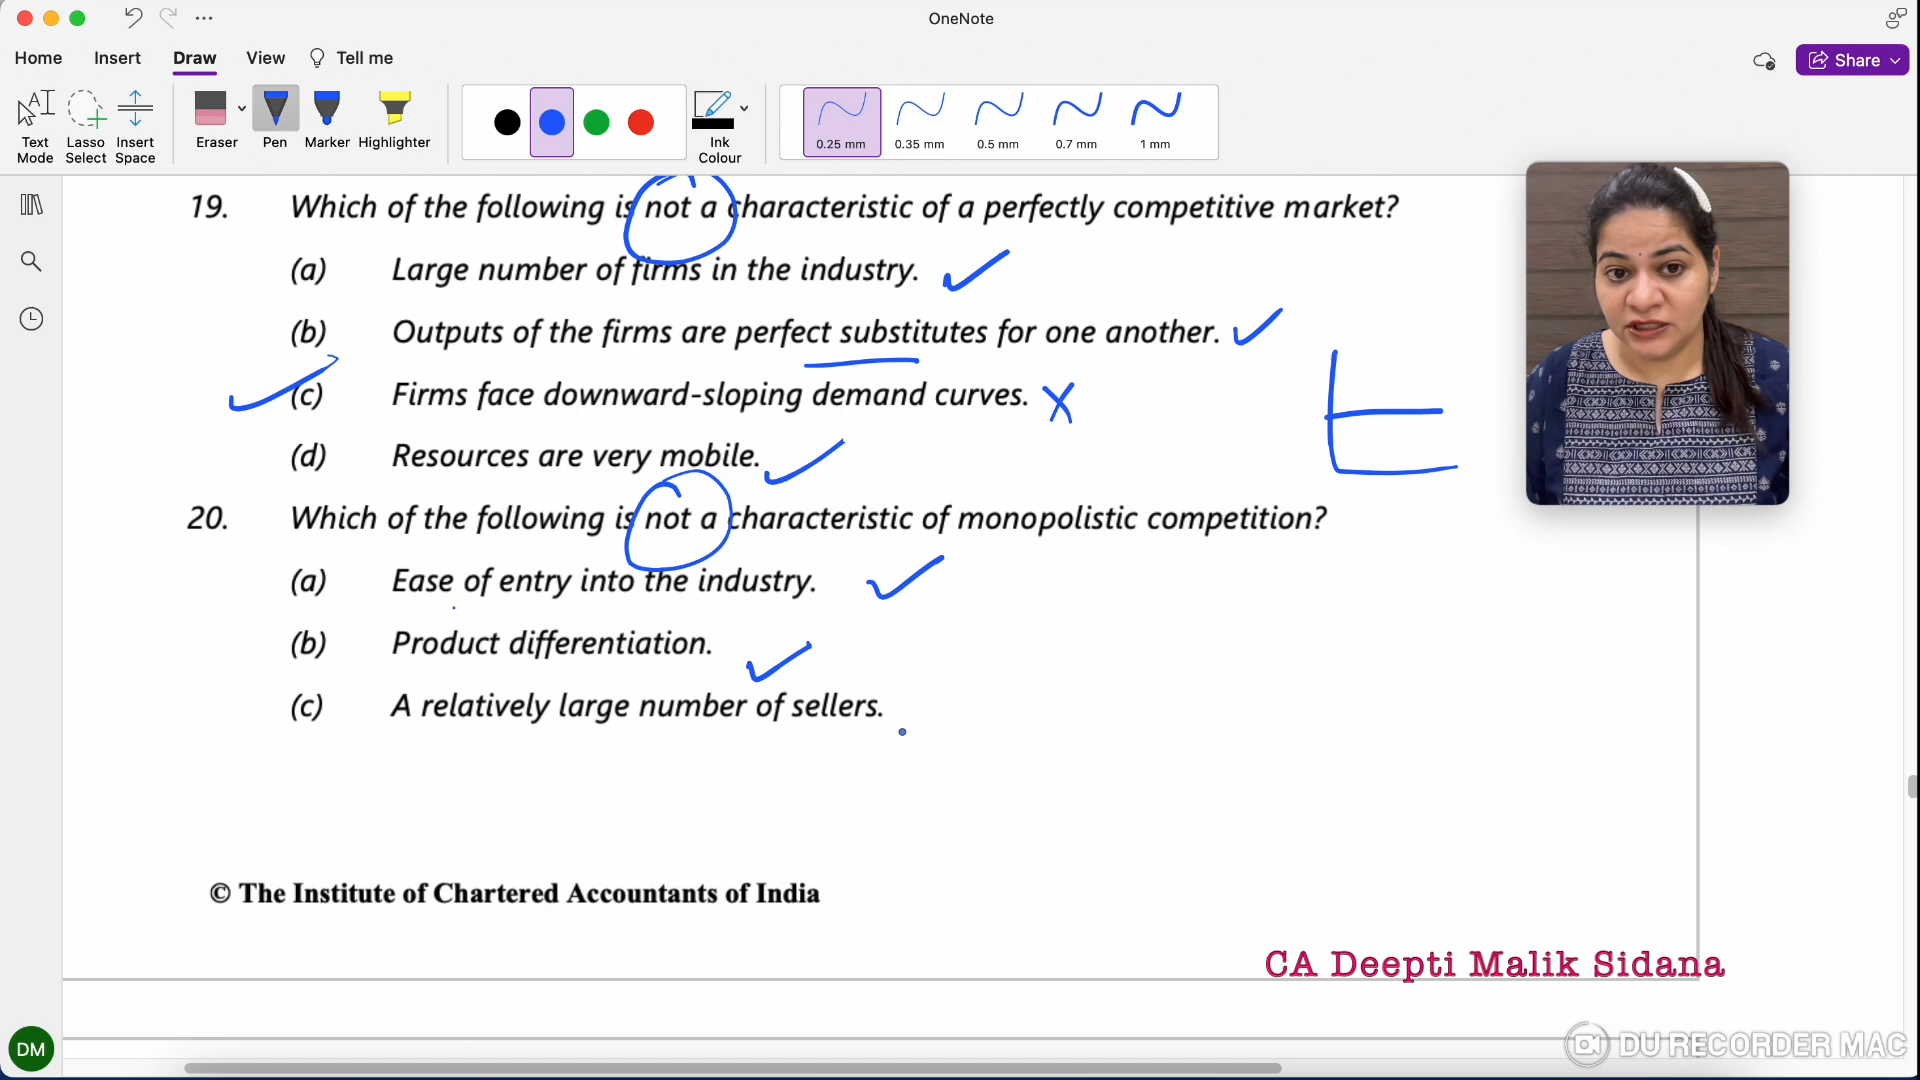 OneNote
Home Insert Draw View Tell me
Share
Text Mode
Lasso Select
Insert Space
Eraser
Pen
Marker
Highlighter
Ink Colour
0.25 mm
0.35 mm
0.5 mm
0.7 mm
1 mm
19. Which of the following is not a characteristic of a perfectly competitive market?
(a) Large number of firms in the industry.
(b) Outputs of the firms are perfect substitutes for one another.
(c) Firms face downward-sloping demand curves. X
(d) Resources are very mobile.
20. Which of the following is not a characteristic of monopolistic competition?
(a) Ease of entry into the industry.
(b) Product differentiation.
(c) A relatively large number of sellers.
© The Institute of Chartered Accountants of India
CA Deepti Malik Sidana
DM
DU RECORDER MAC